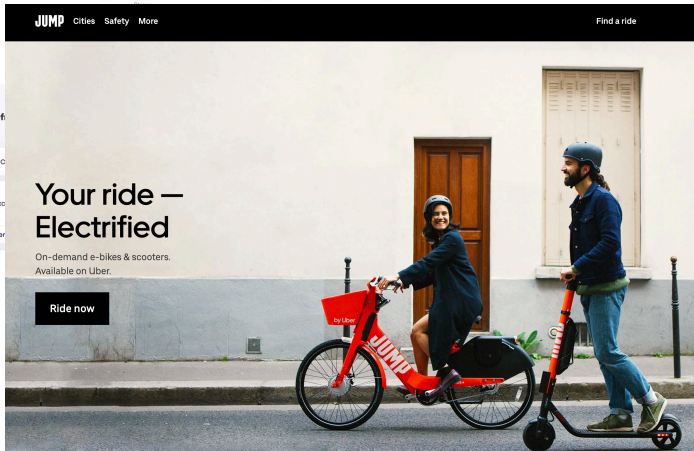 JUMP
Cities
Safety
More
Find a ride
Your ride —
Electrified
On-demand e-bikes & scooters.
Available on Uber.
Ride now
by Uber
JUMP